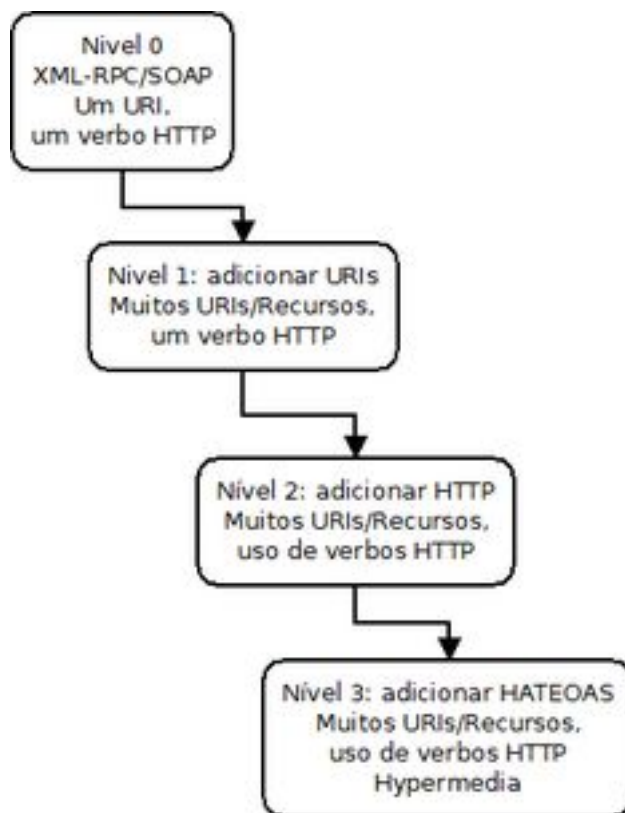 Nivel 0
XML-RPC/SOAP
Um URI,
um verbo HTTP
Nivel 1: adicionar URIs
Muitos URIs/Recursos,
um verbo HTTP
Nível 2: adicionar HTTP
Muitos URIs/Recursos,
uso de verbos HTTP
Nível 3: adicionar HATEOAS
Muitos URIs/Recursos,
uso de verbos HTTP
Hypermedia